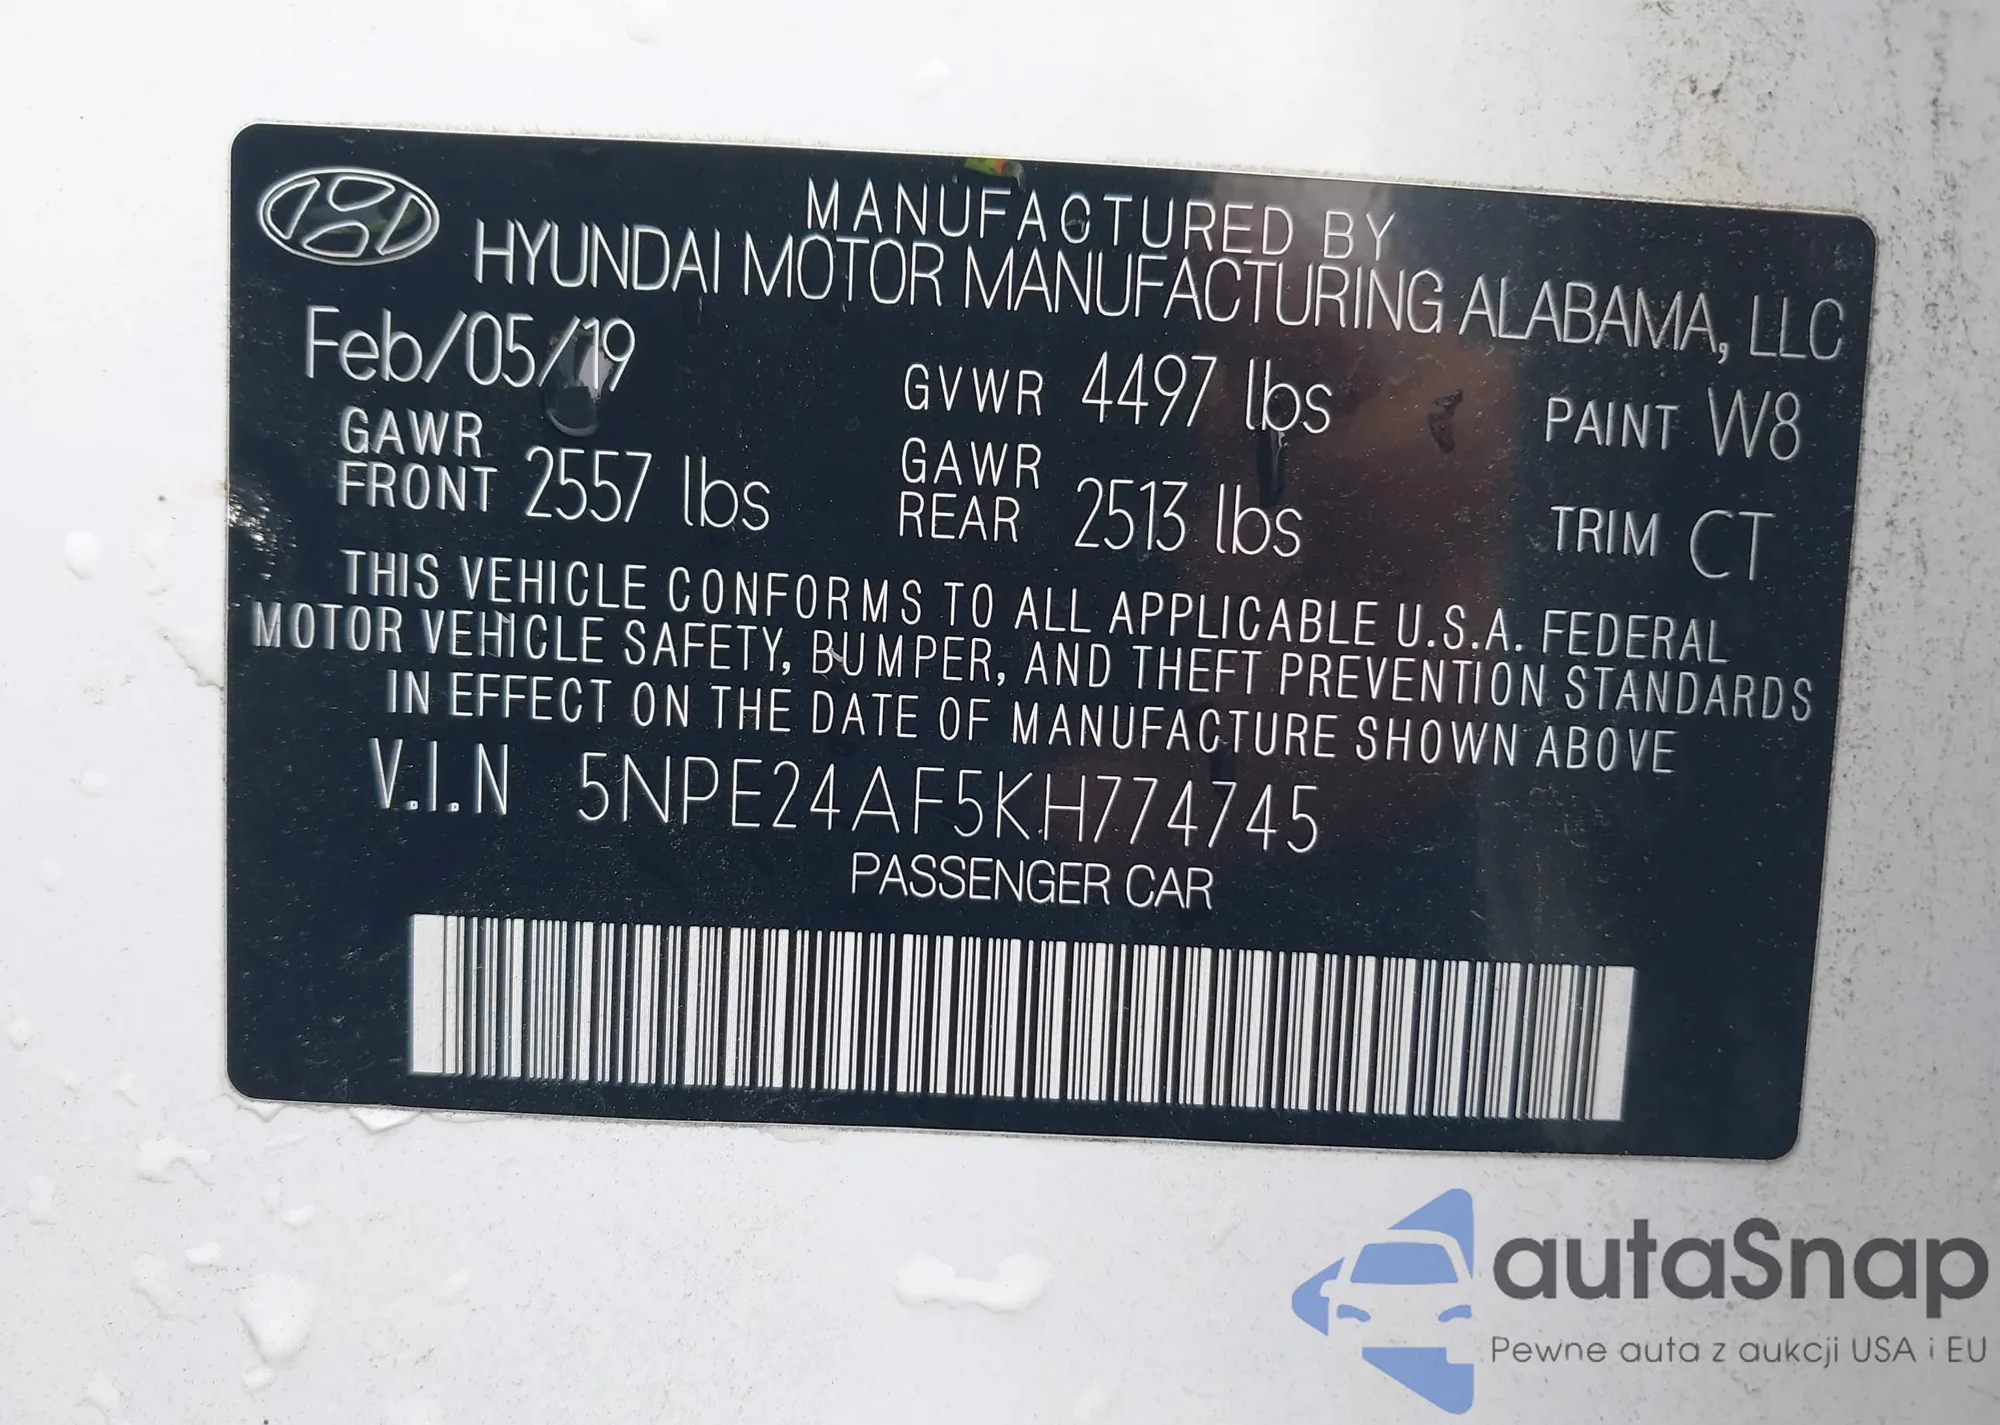 MANUFACTURED BY
HYUNDAI MOTOR MANUFACTURING ALABAMA, LLC
Feb/05/19 GVWR 4497 lbs PAINT W8
GAWR FRONT 2557 lbs GAWR REAR 2513 lbs TRIM CT
THIS VEHICLE CONFORMS TO ALL APPLICABLE U.S.A. FEDERAL
MOTOR VEHICLE SAFETY, BUMPER, AND THEFT PREVENTION STANDARDS
IN EFFECT ON THE DATE OF MANUFACTURE SHOWN ABOVE
V.I.N 5NPE24AF5KH774745
PASSENGER CAR
autaSnap
Pewne auta z aukcji USA i EU